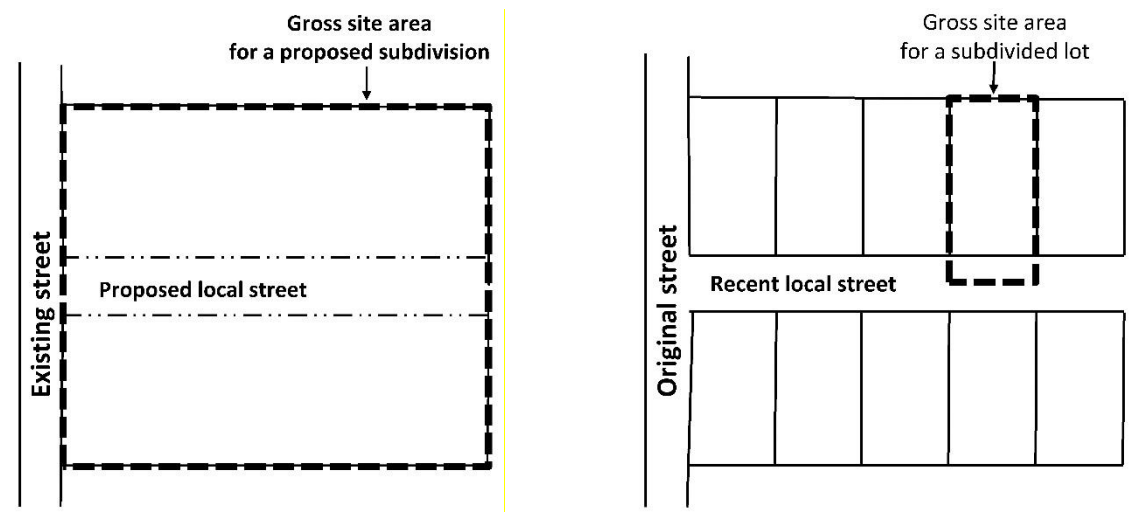 Gross site area
for a proposed subdivision
Existing street
Proposed local street
Gross site area
for a subdivided lot
Original street
Recent local street